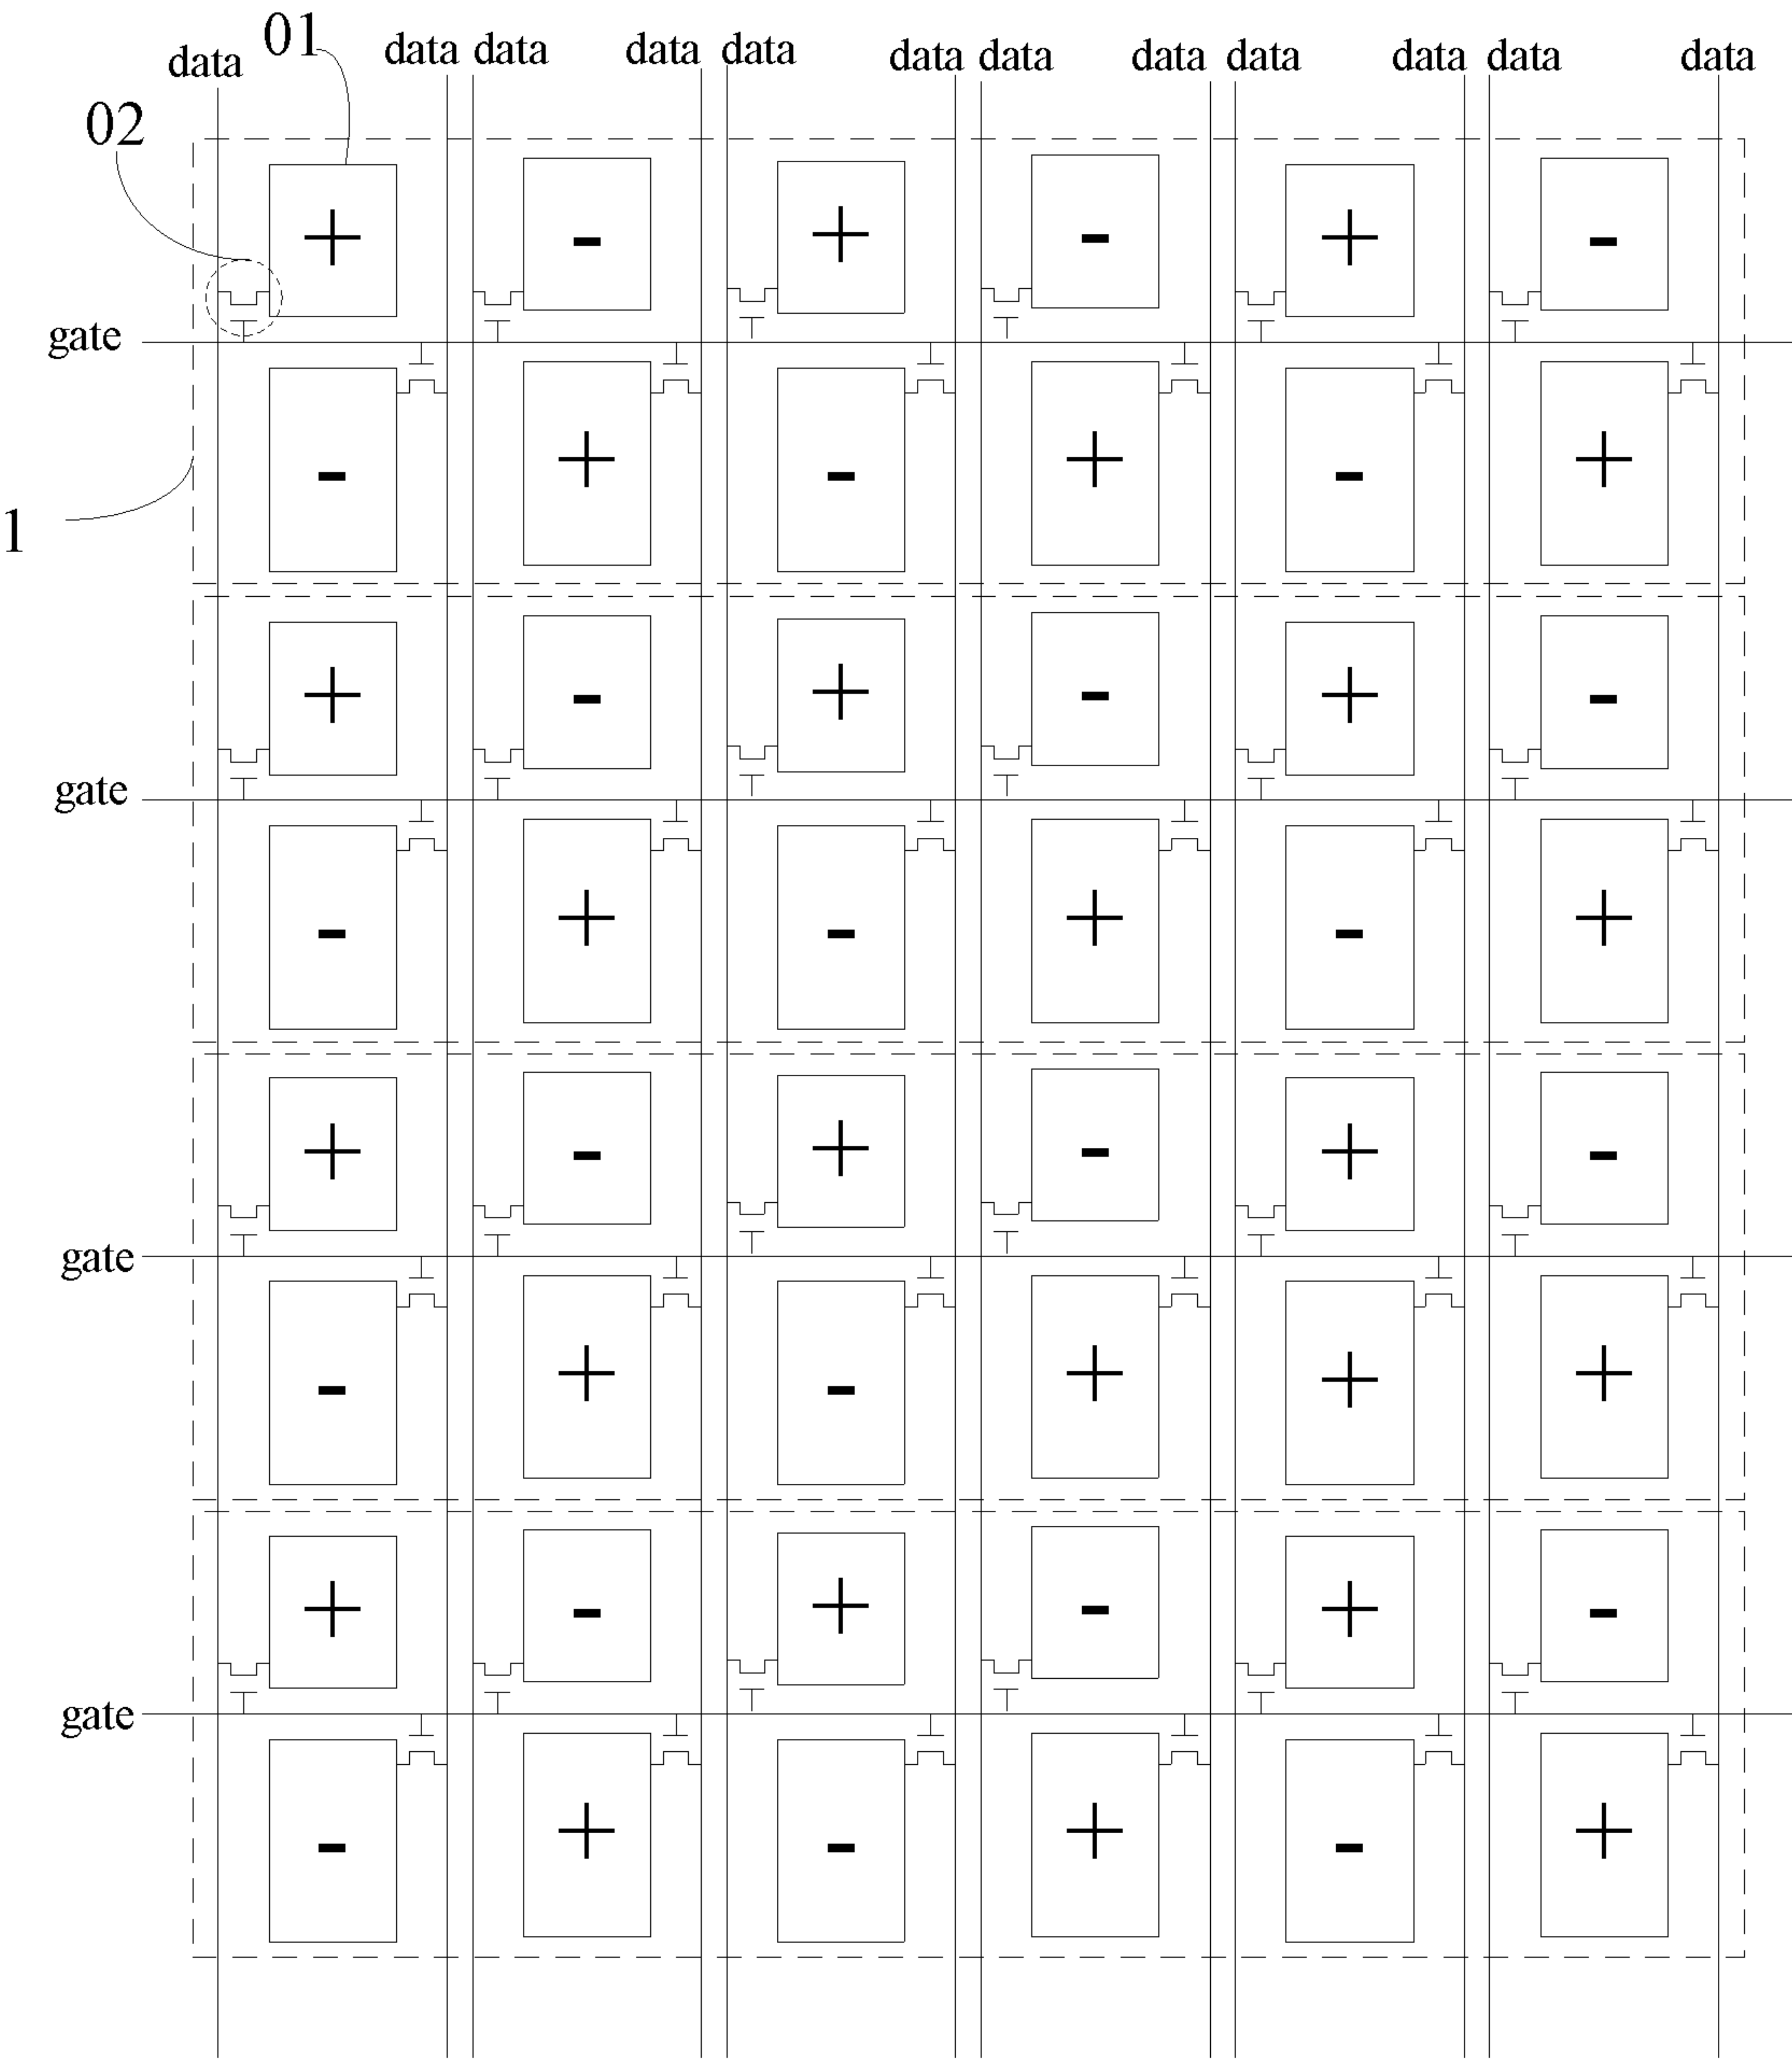 01
data data data data data data data data data data data data
02
+ - + - + -
gate
- + - + - +
1
+ - + - + -
gate
- + - + - +
+ - + - + -
gate
- + - + + +
+ - + - + -
gate
- + - + - +